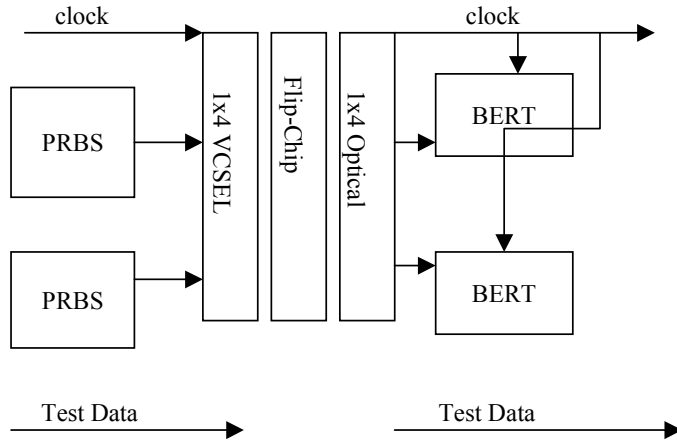 clock
clock
PRBS
PRBS
1x4 VCSEL
Flip-Chip
1x4 Optical
BERT
BERT
Test Data
Test Data